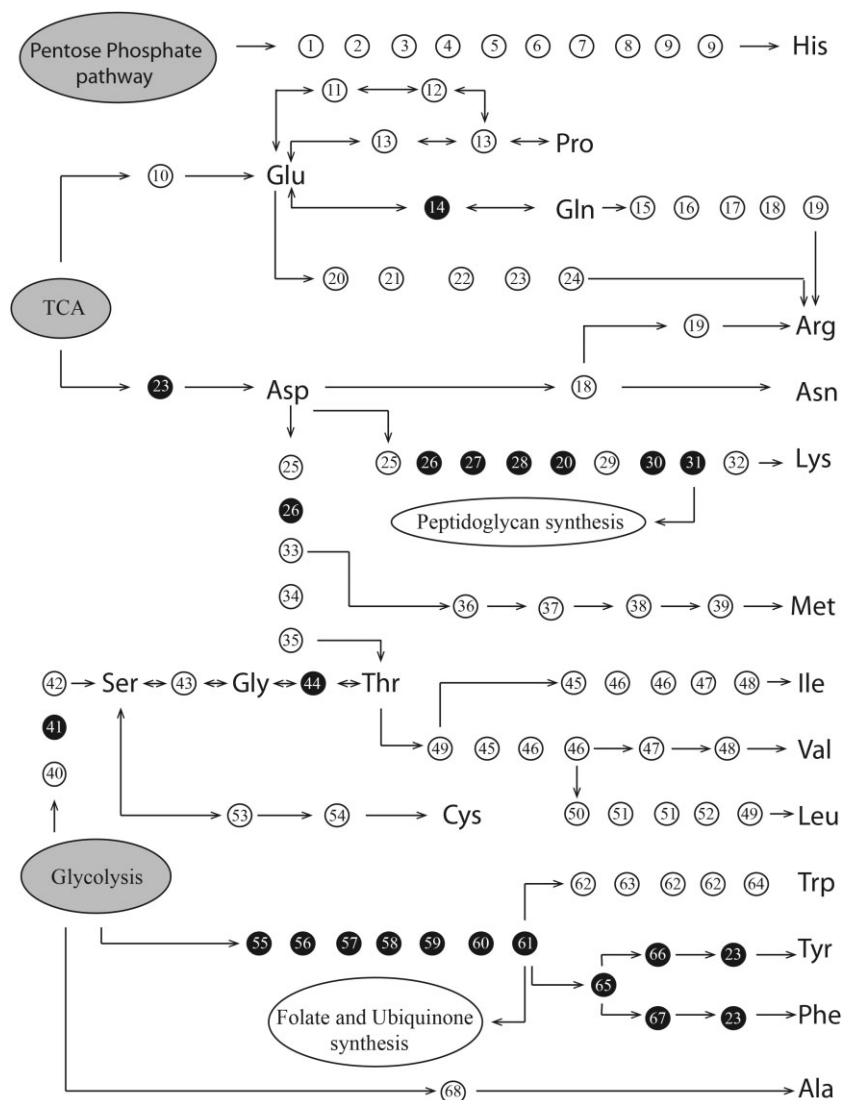 Pentose Phosphate
pathway
1 2 3 4 5 6 7 8 9 9 His
11 12
13 13 Pro
10 Glu
14 Gln 15 16 17 18 19
20 21 22 23 24
TCA
19 Arg
23 Asp 18 Asn
25 25 26 27 28 20 29 30 31 32 Lys
26 Peptidoglycan synthesis
33
34 36 37 38 39 Met
35
42 Ser 43 Gly 44 Thr 45 46 46 47 48 Ile
41
49 45 46 46 47 48 Val
40
53 54 Cys 50 51 51 52 49 Leu
Glycolysis
62 63 62 62 64 Trp
55 56 57 58 59 60 61 66 23 Tyr
65
Folate and Ubiquinone
synthesis
67 23 Phe
68 Ala